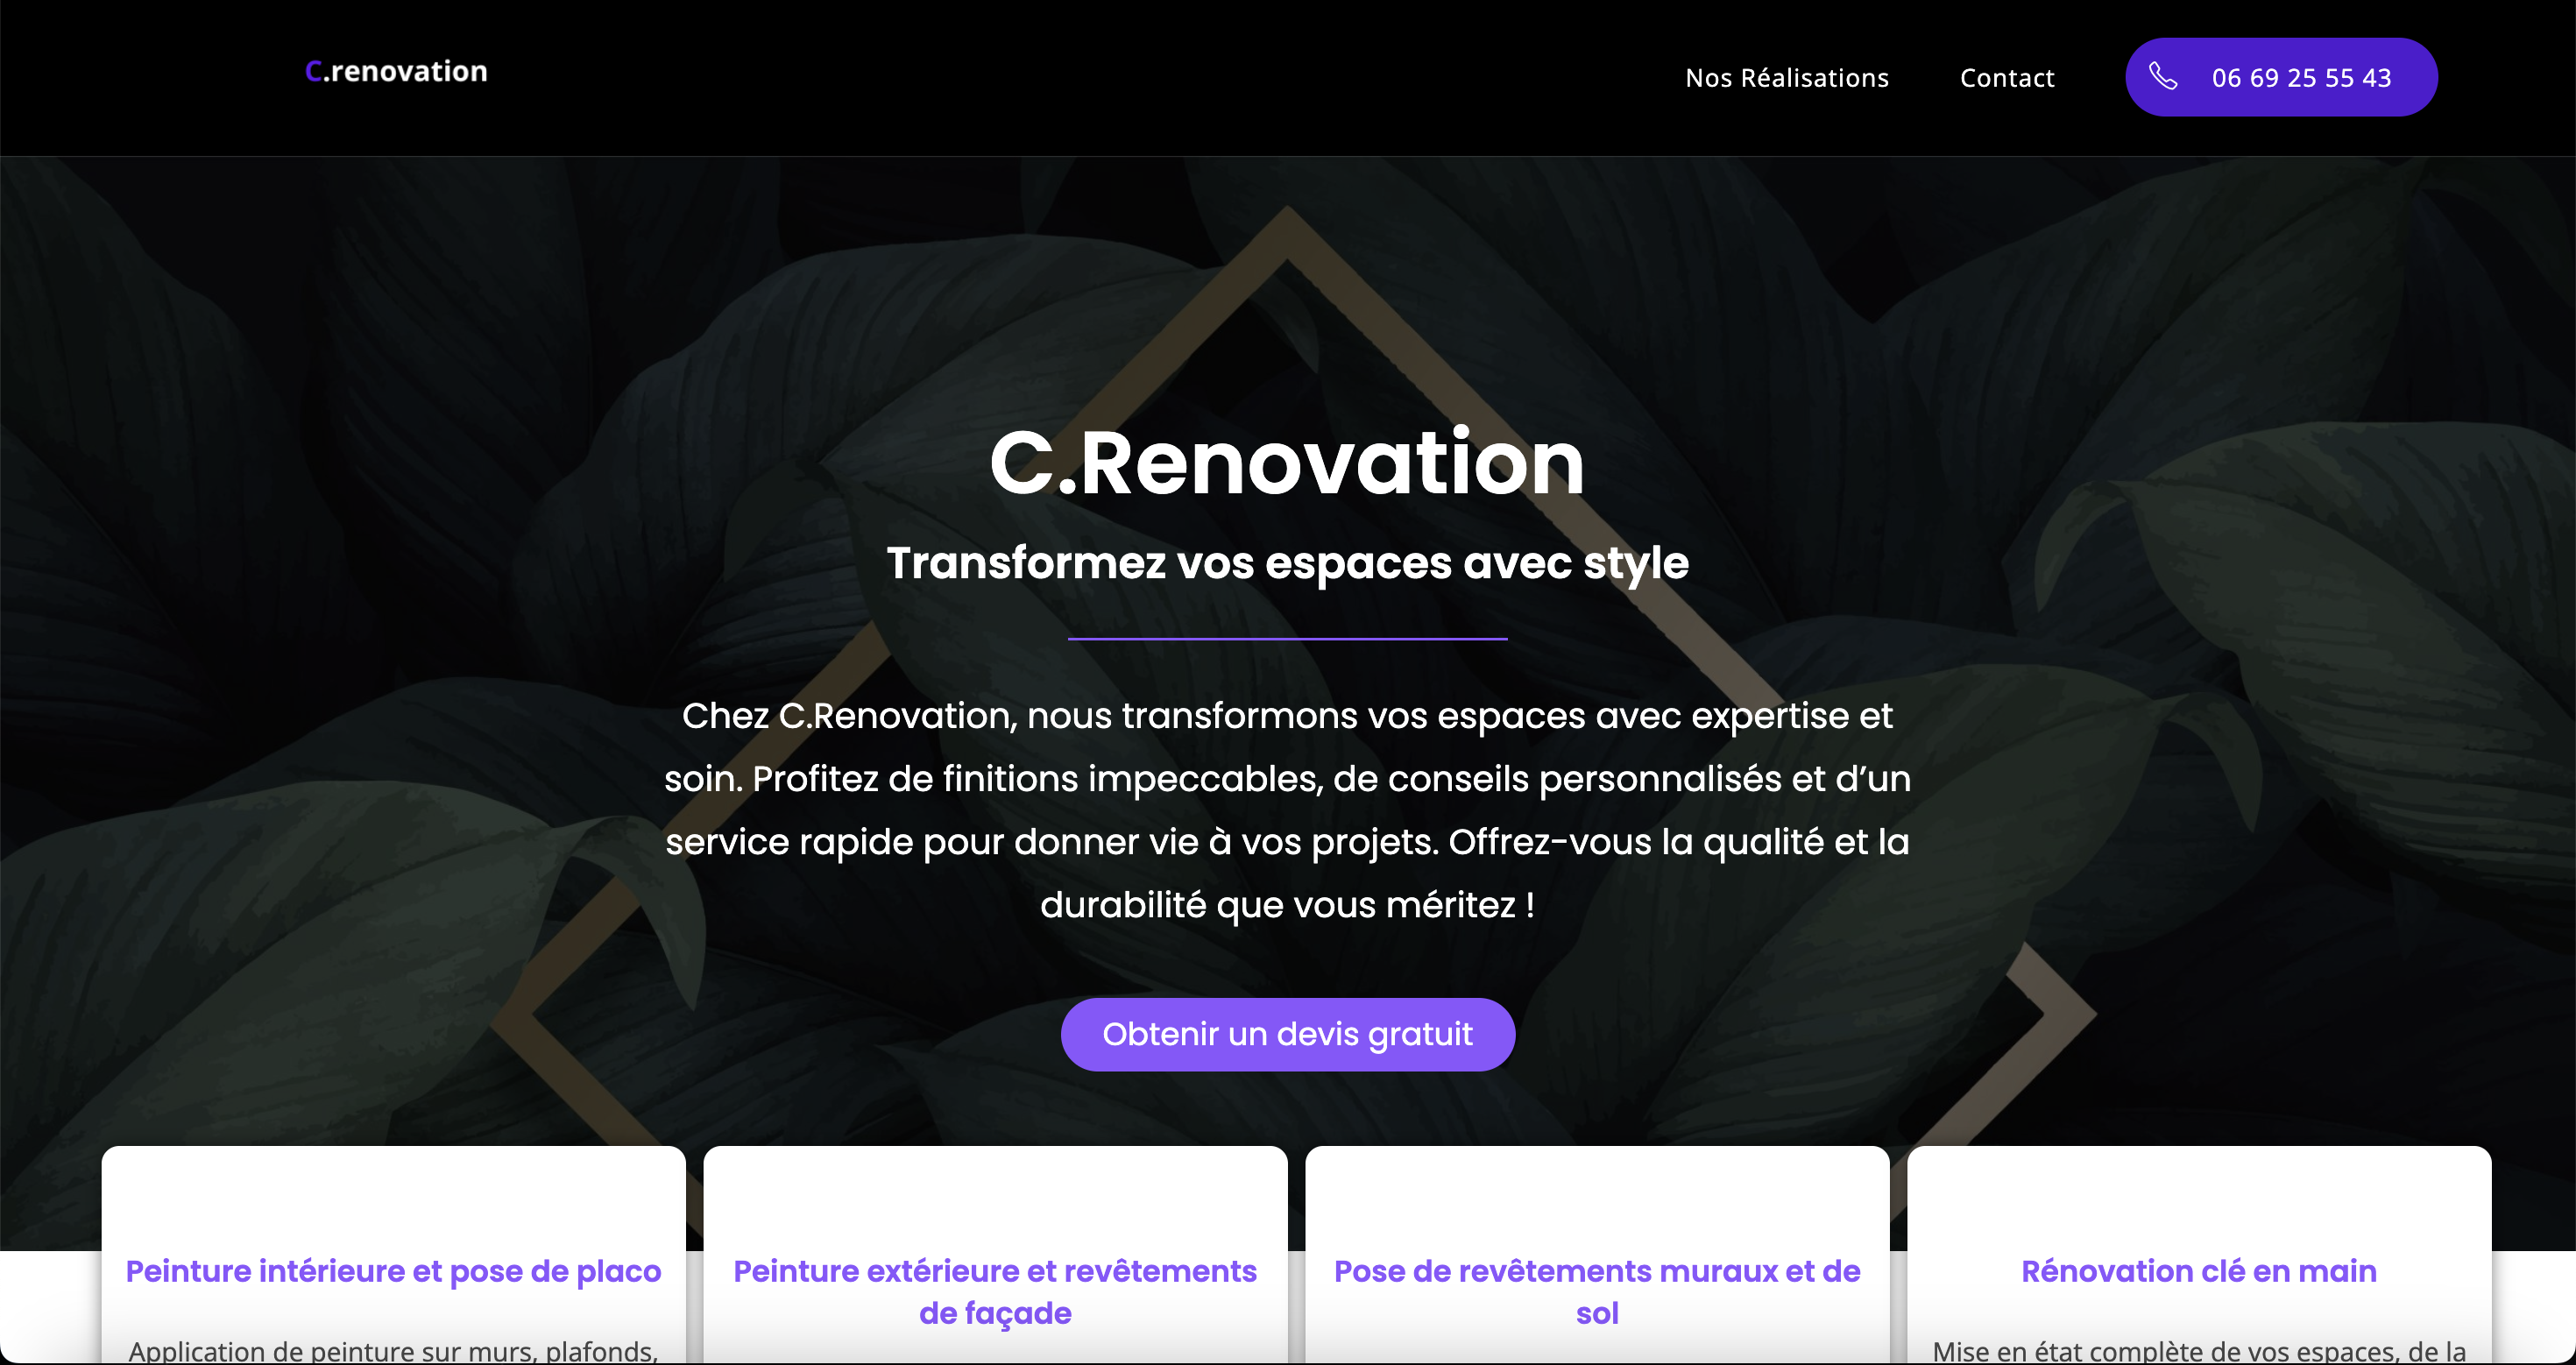 C.renovation
Nos Réalisations
Contact
06 69 25 55 43
C.Renovation
Transformez vos espaces avec style
Chez C.Renovation, nous transformons vos espaces avec expertise et
soin. Profitez de finitions impeccables, de conseils personnalisés et d’un
service rapide pour donner vie à vos projets. Offrez-vous la qualité et la
durabilité que vous méritez !
Obtenir un devis gratuit
Peinture intérieure et pose de placo
Application de peinture sur murs, plafonds,
Peinture extérieure et revêtements
de façade
Pose de revêtements muraux et de
sol
Rénovation clé en main
Mise en état complète de vos espaces, de la